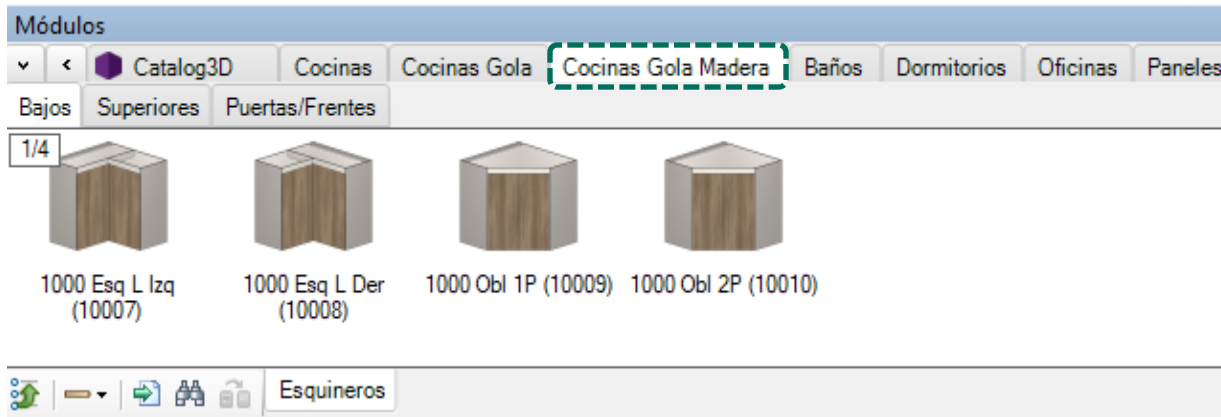 Módulos
Catalog3D Cocinas Cocinas Gola Cocinas Gola Madera Baños Dormitorios Oficinas Paneles
Bajos Superiores Puertas/Frentes
1/4
1000 Esq L Izq (10007)
1000 Esq L Der (10008)
1000 Obl 1P (10009)
1000 Obl 2P (10010)
Esquineros